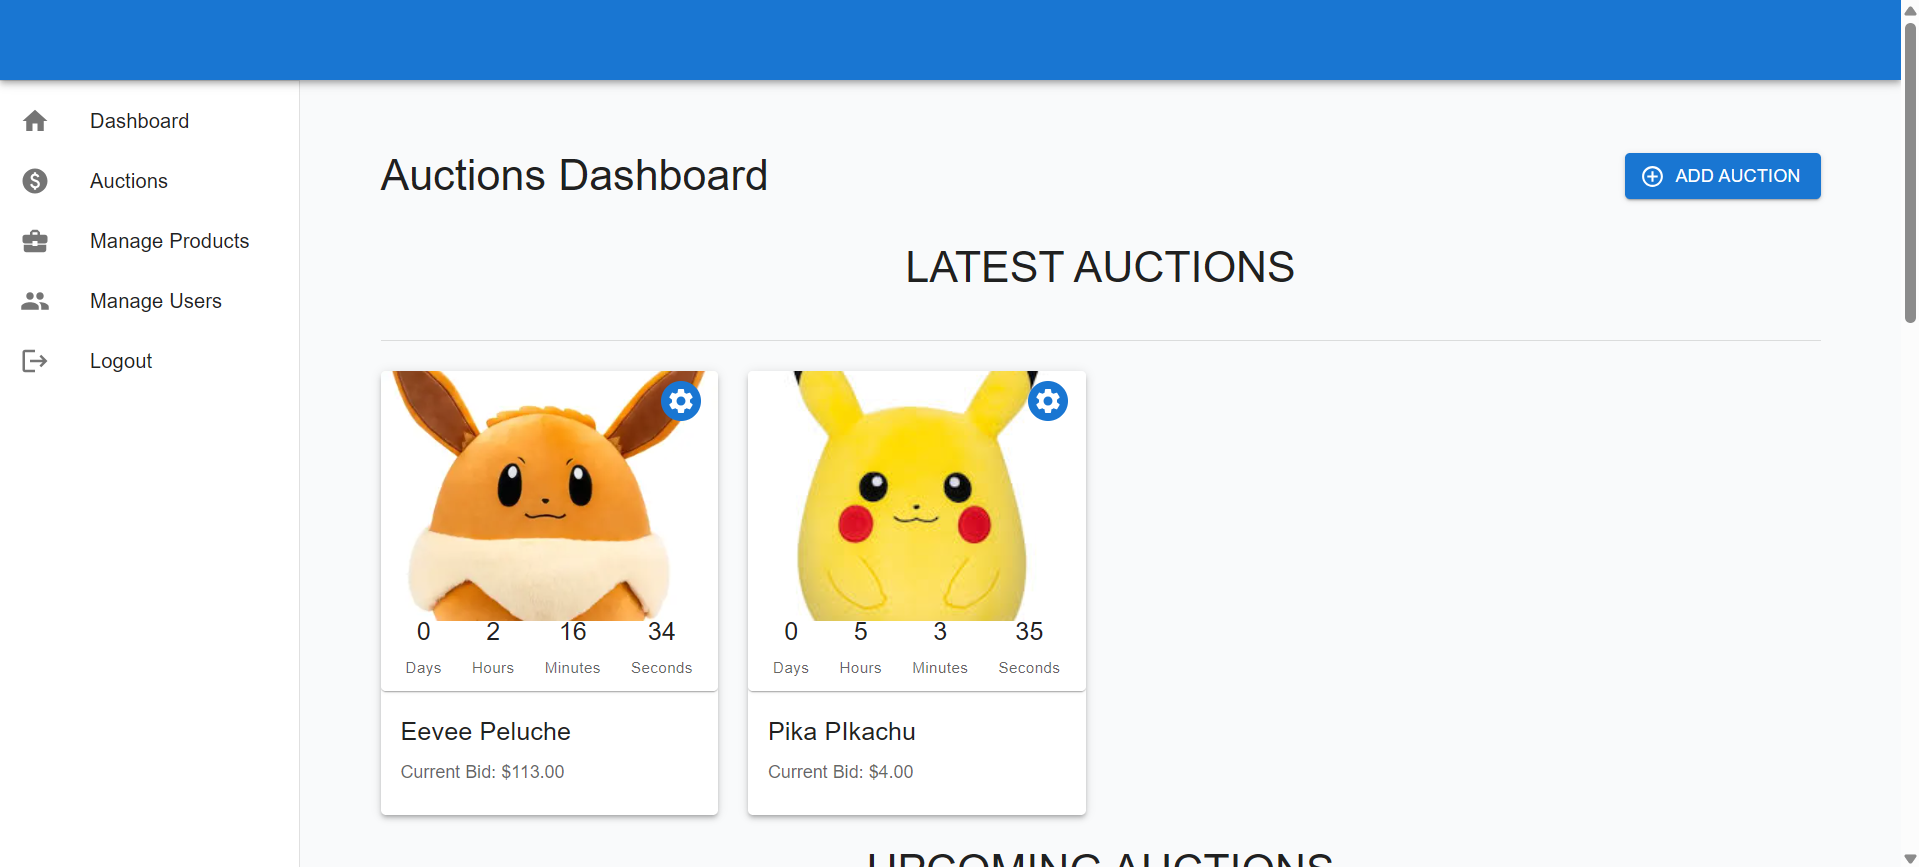 Dashboard
Auctions
Manage Products
Manage Users
Logout
Auctions Dashboard
ADD AUCTION
LATEST AUCTIONS
0 2 16 34
Days Hours Minutes Seconds
Eevee Peluche
Current Bid: $113.00
0 5 3 35
Days Hours Minutes Seconds
Pika PIkachu
Current Bid: $4.00
UPCOMING AUCTIONS